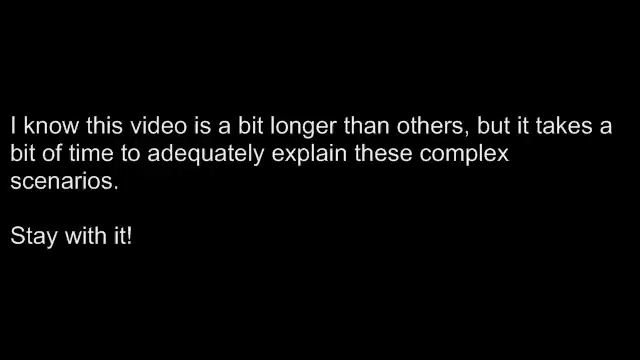 I know this video is a bit longer than others, but it takes a
bit of time to adequately explain these complex
scenarios.
Stay with it!